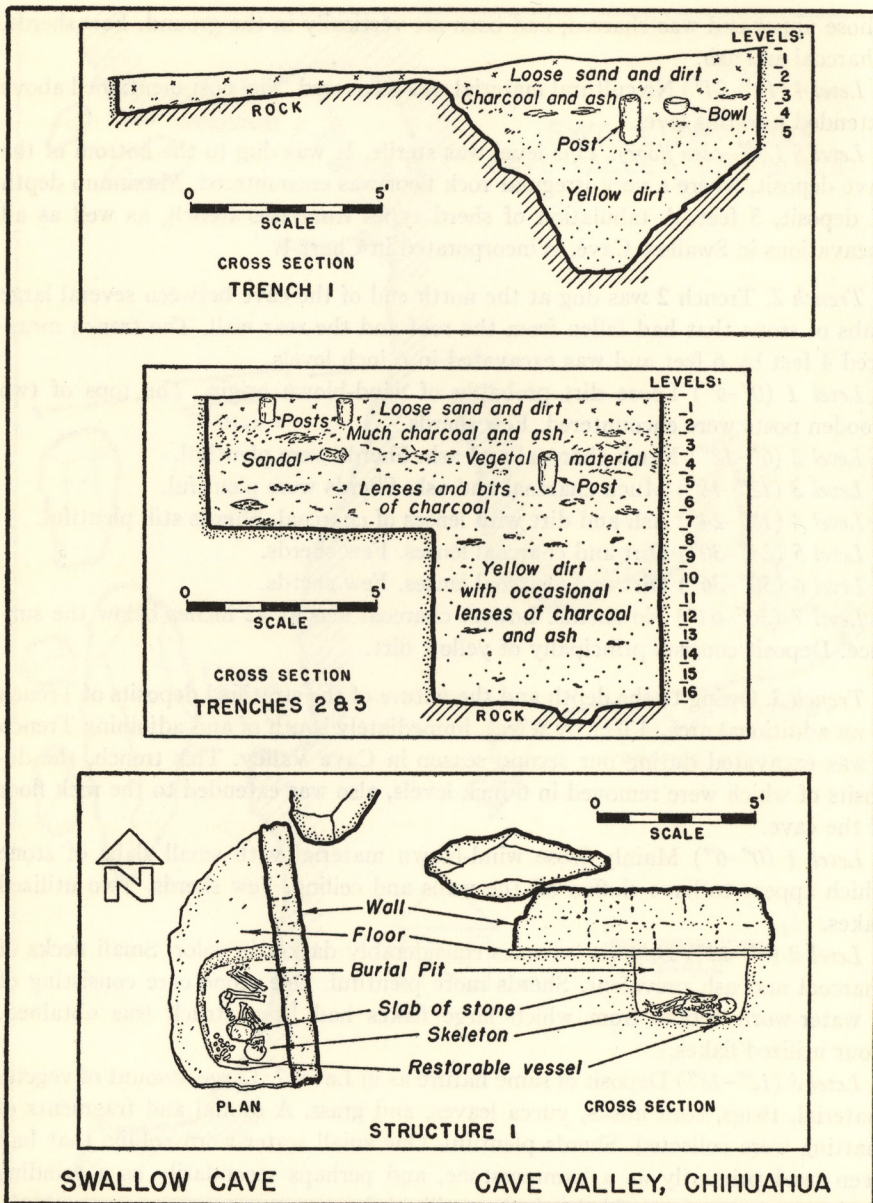 LEVELS:
1
2
3
4
5
Loose sand and dirt
Charcoal and ash
Bowl
Post
ROCK
Yellow dirt
0 5'
SCALE
CROSS SECTION
TRENCH 1
LEVELS:
1
2
3
4
5
6
7
8
9
10
11
12
13
14
15
16
Posts
Loose sand and dirt
Much charcoal and ash
Sandal
Vegetal material
Post
Lenses and bits
of charcoal
Yellow dirt
with occasional
lenses of charcoal
and ash
0 5'
SCALE
CROSS SECTION
TRENCHES 2 & 3
ROCK
N
0 5'
SCALE
Wall
Floor
Burial Pit
Slab of stone
Skeleton
Restorable vessel
PLAN
CROSS SECTION
STRUCTURE 1
SWALLOW CAVE CAVE VALLEY, CHIHUAHUA